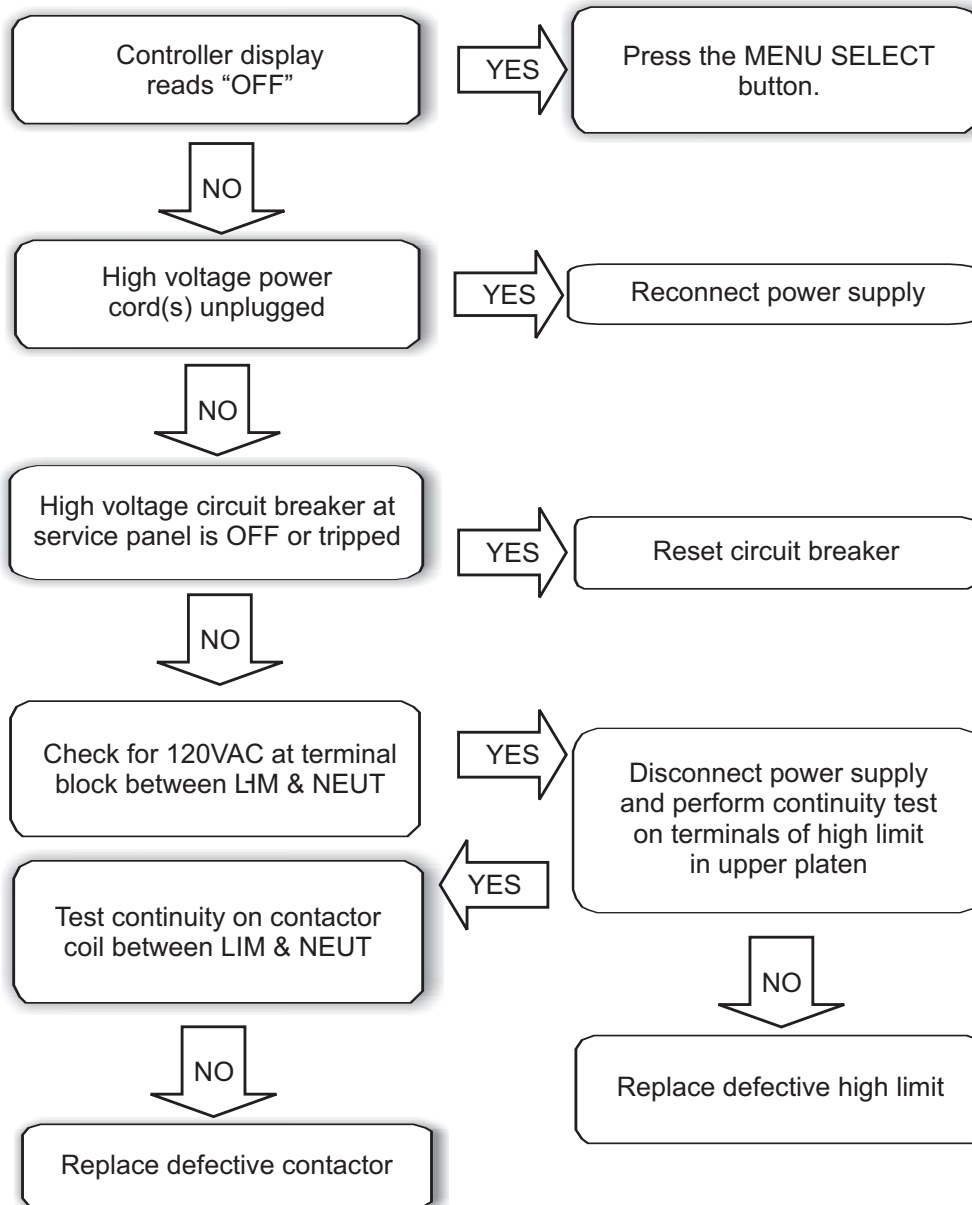 Controller display
reads “OFF”
YES
Press the MENU SELECT
button.
NO
High voltage power
cord(s) unplugged
YES
Reconnect power supply
NO
High voltage circuit breaker at
service panel is OFF or tripped
YES
Reset circuit breaker
NO
Check for 120VAC at terminal
block between LHM & NEUT
YES
Disconnect power supply
and perform continuity test
on terminals of high limit
in upper platen
YES
Test continuity on contactor
coil between LIM & NEUT
NO
Replace defective high limit
NO
Replace defective contactor